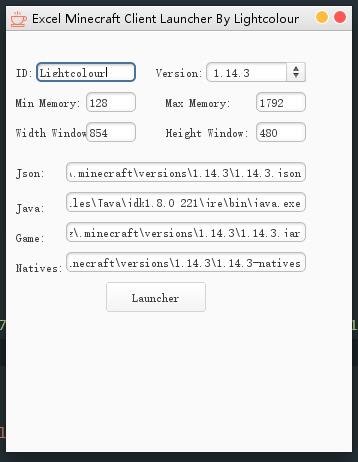 Excel Minecraft Client Launcher By Lightcolour
ID: Lightcolour Version: 1.14.3
Min Memory: 128 Max Memory: 1792
Width Window 854 Height Window: 480
Json: \.minecraft\versions\1.14.3\1.14.3.json
Java: .les\Java\jdk1.8.0_221\jre\bin\java.exe
Game: \.minecraft\versions\1.14.3\1.14.3.jar
Natives: .necraft\versions\1.14.3\1.14.3-natives
Launcher